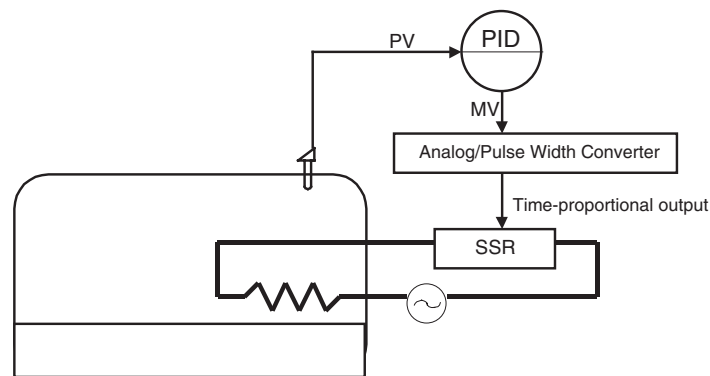 PV
PID
MV
Analog/Pulse Width Converter
Time-proportional output
SSR